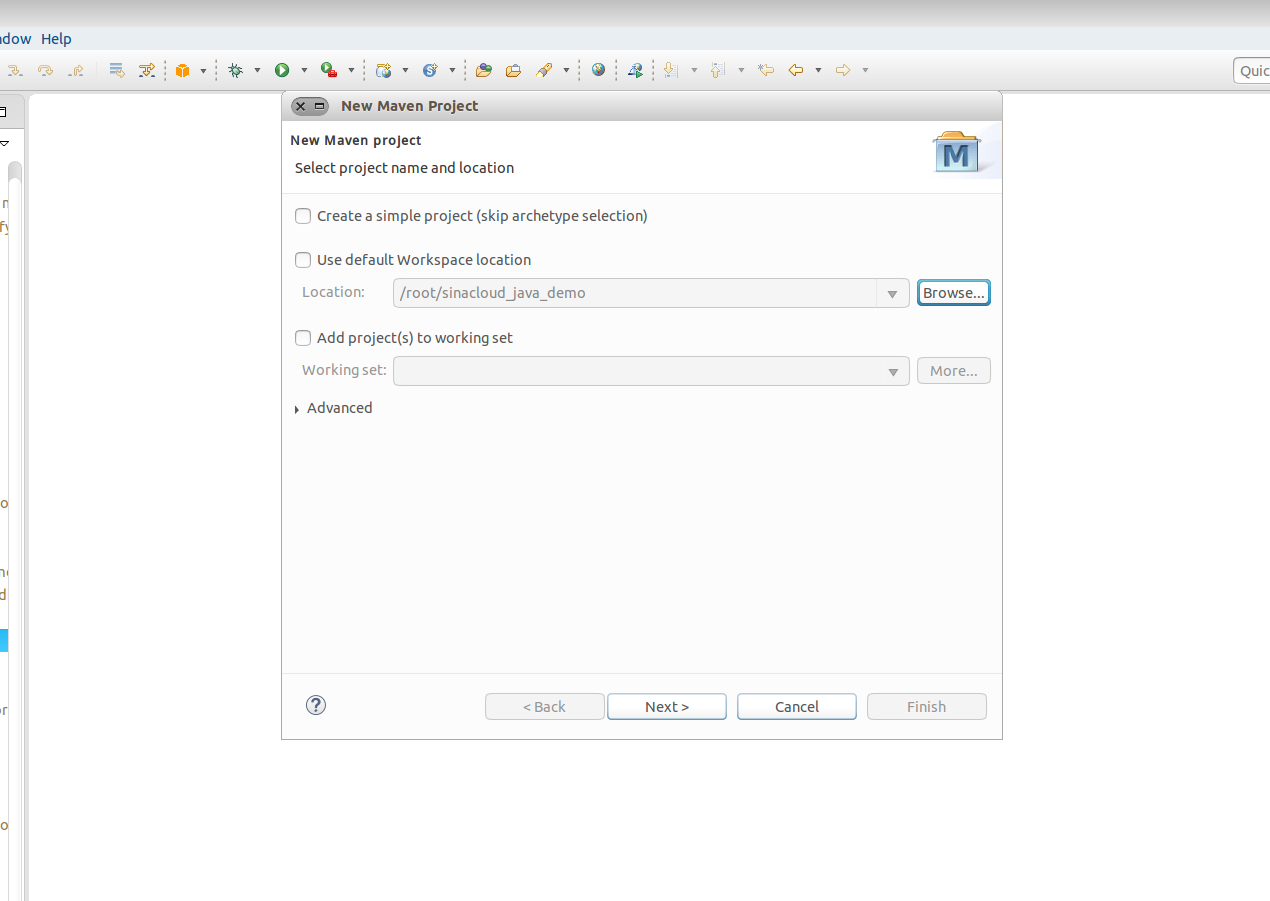 Help
Quic
New Maven Project
New Maven project
Select project name and location
M
Create a simple project (skip archetype selection)
Use default Workspace location
Location: /root/sinacloud_java_demo Browse...
Add project(s) to working set
Working set: More...
Advanced
? < Back Next > Cancel Finish